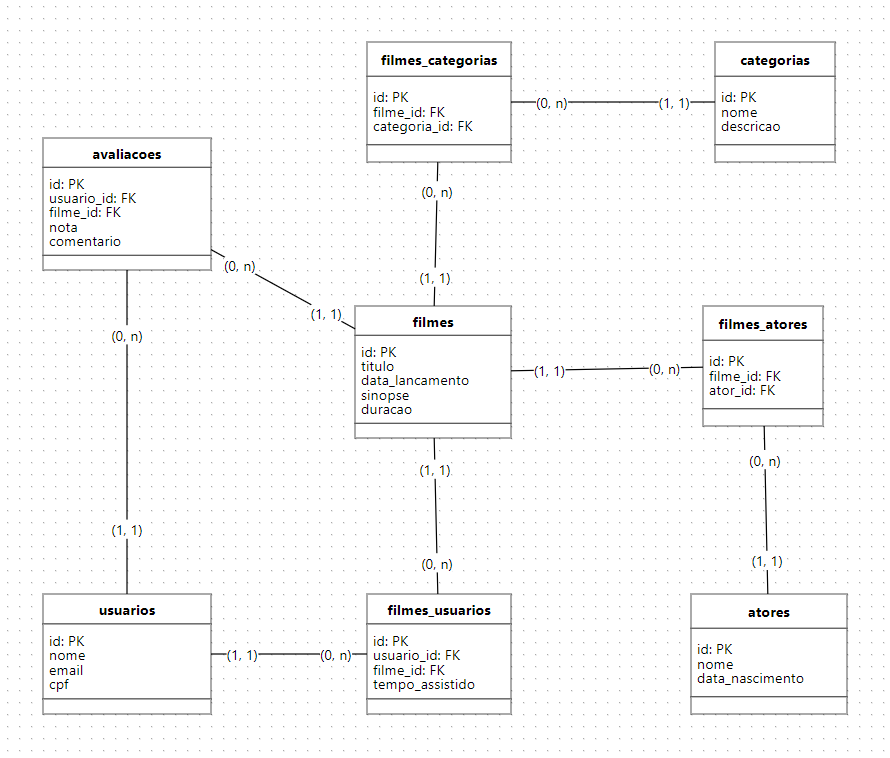 filmes_categorias
id: PK
filme_id: FK
categoria_id: FK
(0, n)
(1, 1)
categorias
id: PK
nome
descricao
avaliacoes
id: PK
usuario_id: FK
filme_id: FK
nota
comentario
(0, n)
(1, 1)
(0, n)
(1, 1)
(0, n)
(1, 1)
filmes
id: PK
titulo
data_lancamento
sinopse
duracao
(1, 1)
(0, n)
filmes_atores
id: PK
filme_id: FK
ator_id: FK
(1, 1)
(0, n)
(0, n)
(1, 1)
usuarios
id: PK
nome
email
cpf
(1, 1)
(0, n)
filmes_usuarios
id: PK
usuario_id: FK
filme_id: FK
tempo_assistido
atores
id: PK
nome
data_nascimento